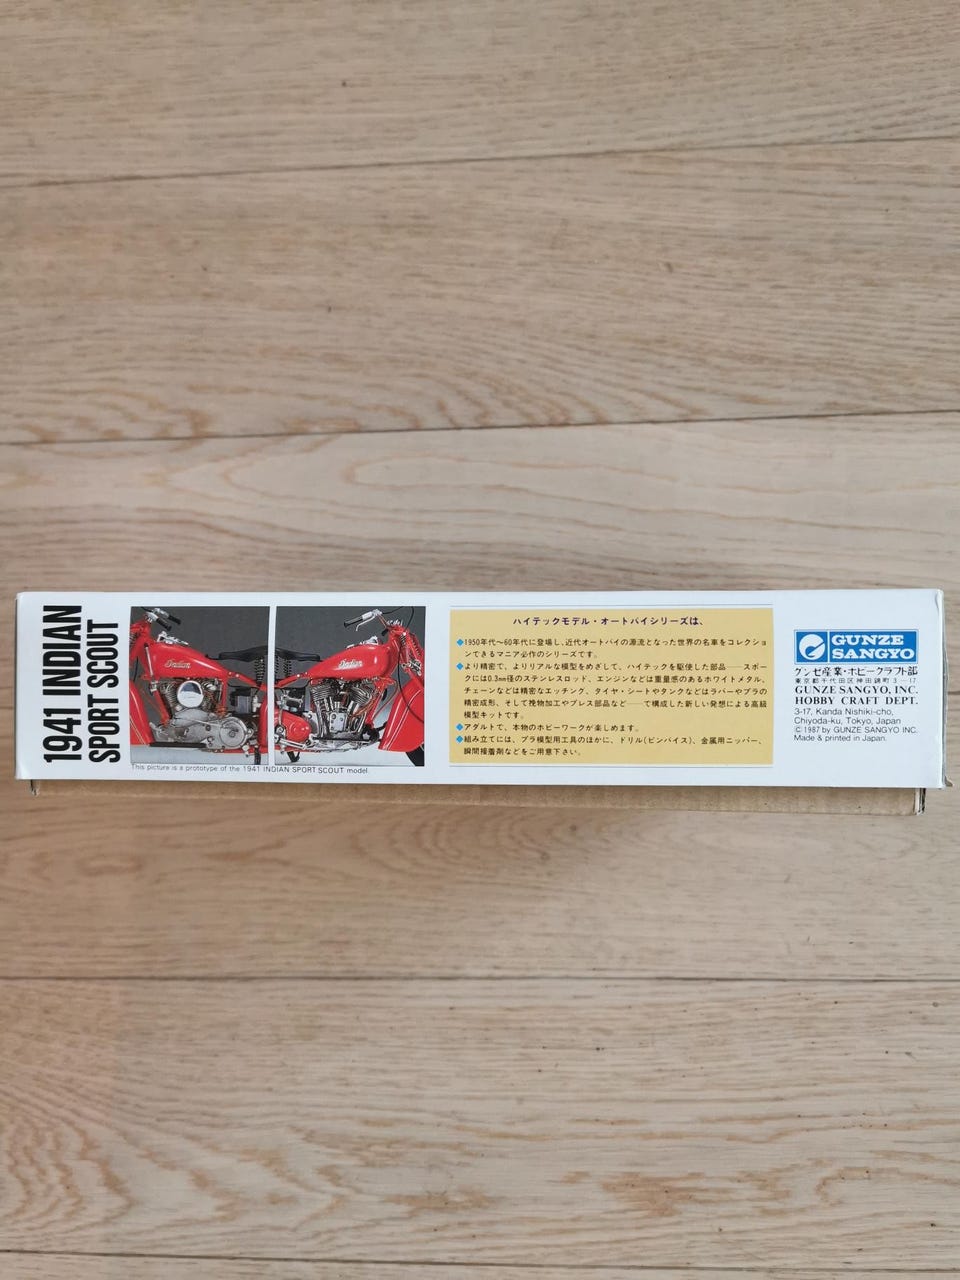 1941 INDIAN
SPORT SCOUT
Indian
Indian
This picture is a prototype of the 1941 INDIAN SPORT SCOUT model.
ハイテックモデル・オートバイシリーズは、
◆1950年代〜60年代に登場し、近代オートバイの源流となった世界の名車をコレクショ
ンできるマニア必作のシリーズです。
◆より精密で、よりリアルな模型をめざして、ハイテックを駆使した部品──スポー
クには0.3mm径のステンレスロッド、エンジンなどは重量感のあるホワイトメタル、
チェーンなどは精密なエッチング、タイヤ・シートやタンクなどはラバーやプラの
精密成形、そして挽物加工やプレス部品など──で構成した新しい発想による高級
模型キットです。
◆アダルトで、本物のホビーワークが楽しめます。
◆組み立てには、プラ模型用工具のほかに、ドリル(ピンバイス)、金属用ニッパー、
瞬間接着剤などをご用意下さい。
GUNZE
SANGYO
グンゼ産業・ホビークラフト部
東京都千代田区神田錦町3―17
GUNZE SANGYO, INC.
HOBBY CRAFT DEPT.
3-17, Kanda Nishiki-cho,
Chiyoda-ku, Tokyo, Japan
© 1987 by GUNZE SANGYO INC.
Made & printed in Japan.